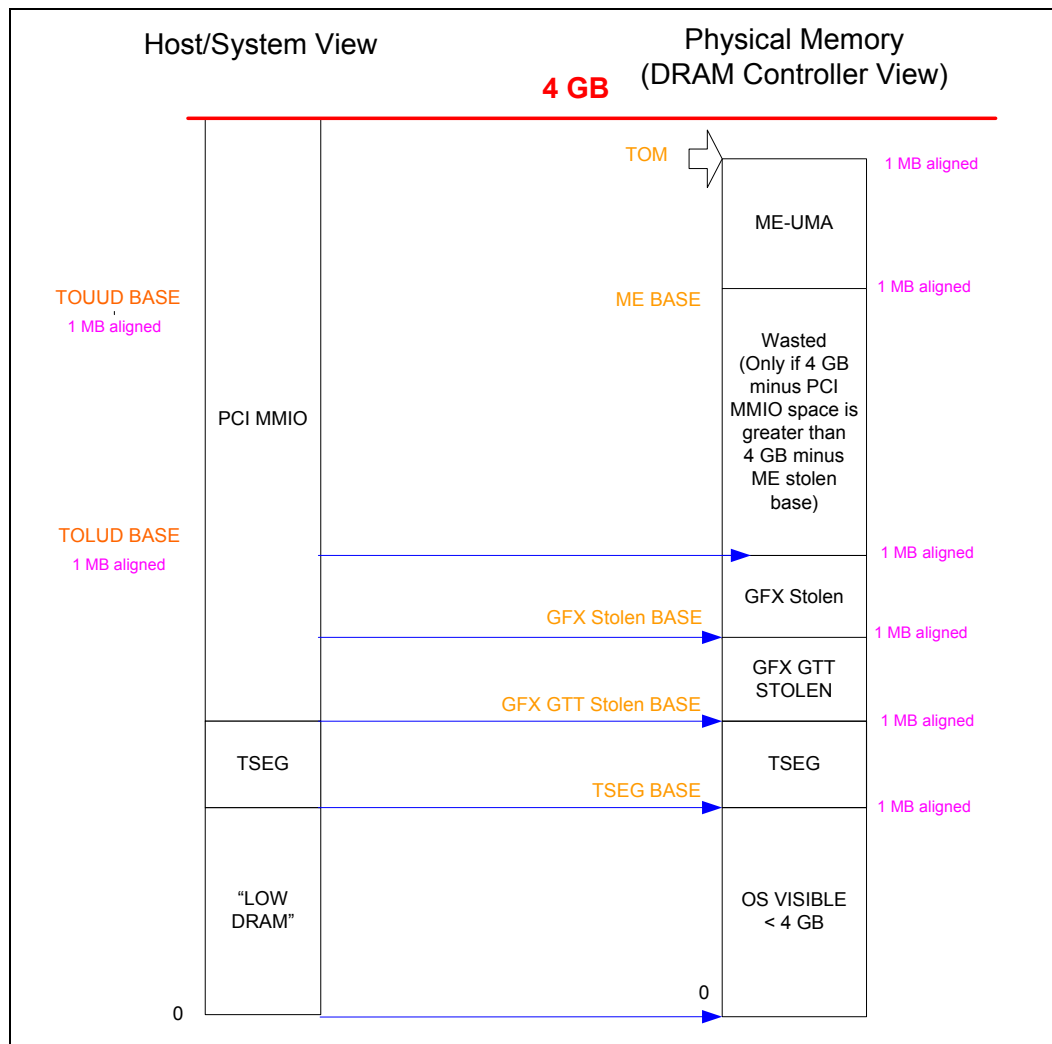 Host/System View
Physical Memory
(DRAM Controller View)
4 GB
TOM
1 MB aligned
ME-UMA
TOUUD BASE
1 MB aligned
ME BASE
1 MB aligned
PCI MMIO
Wasted
(Only if 4 GB
minus PCI
MMIO space is
greater than
4 GB minus
ME stolen
base)
TOLUD BASE
1 MB aligned
1 MB aligned
GFX Stolen
GFX Stolen BASE
1 MB aligned
GFX GTT
STOLEN
GFX GTT Stolen BASE
1 MB aligned
TSEG
TSEG
TSEG BASE
1 MB aligned
“LOW
DRAM”
OS VISIBLE
< 4 GB
0
0